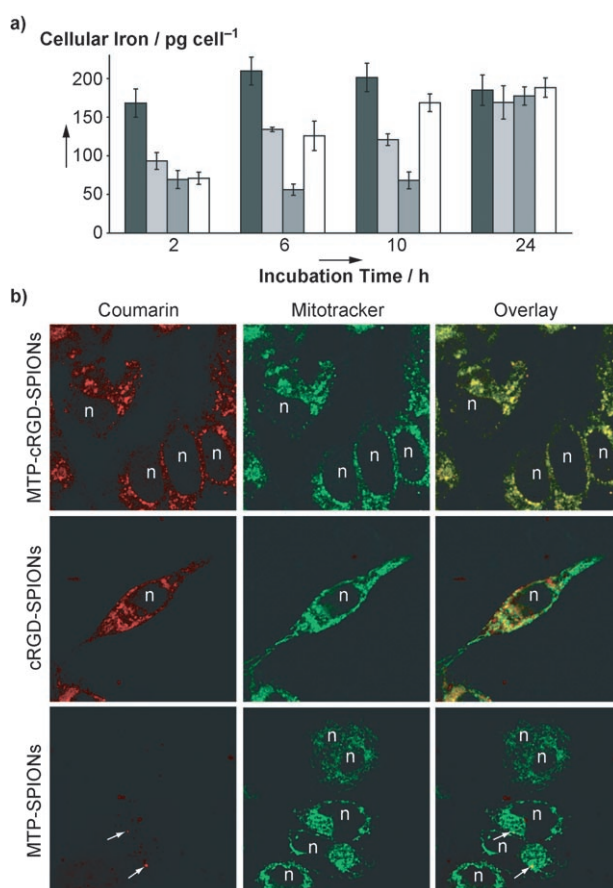 a)
Cellular Iron / pg cell⁻¹
200
150
100
50
0
2 6 10 24
Incubation Time / h
b)
Coumarin Mitotracker Overlay
MTP-cRGD-SPIONs
n n n
n n n n n n n n n
cRGD-SPIONs
n n n
MTP-SPIONs
n n n n
n n
n n
n n